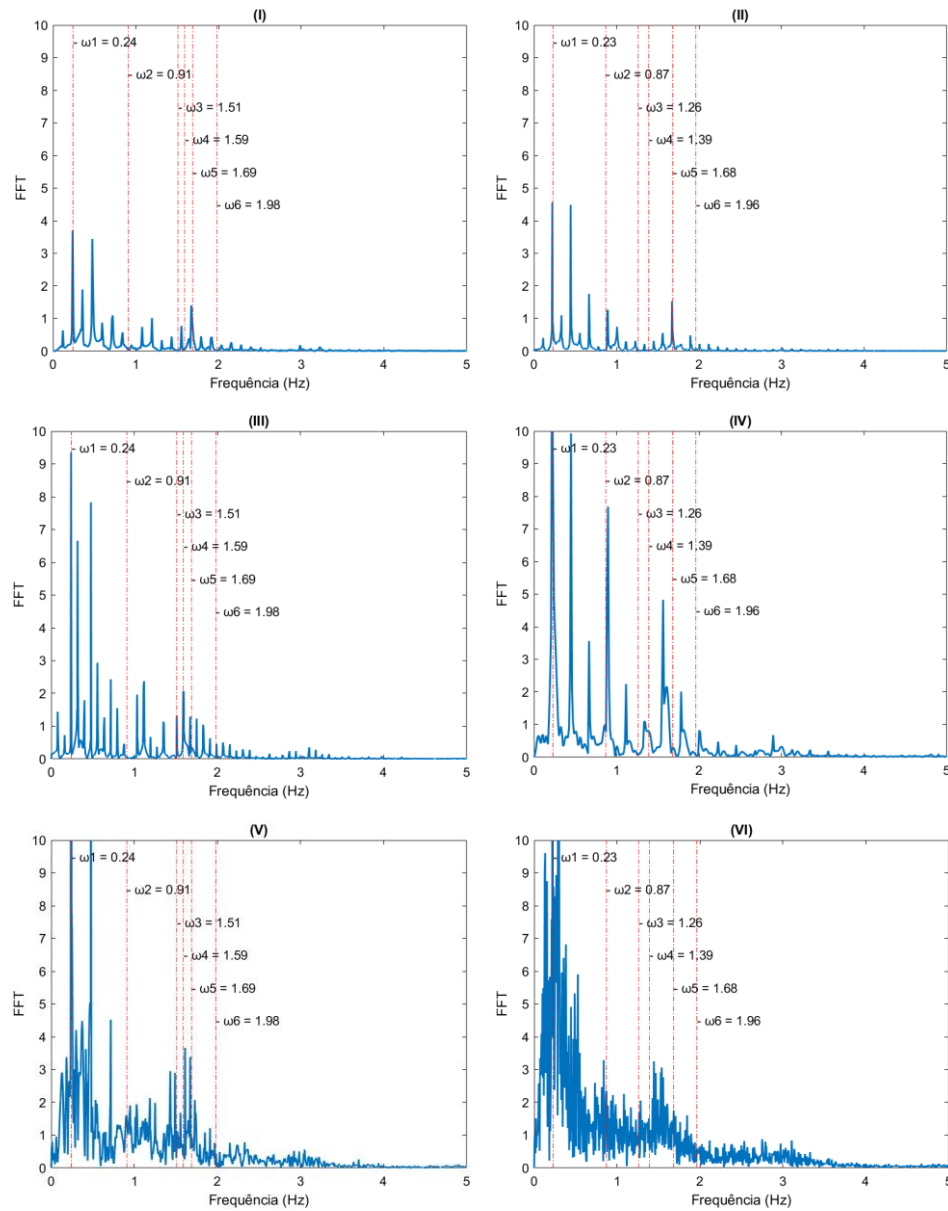 (I)
10
9
8
7
6
5
4
3
2
1
0
FFT
- ω1 = 0.24
- ω2 = 0.91
- ω3 = 1.51
- ω4 = 1.59
- ω5 = 1.69
- ω6 = 1.98
0 1 2 3 4 5
Frequência (Hz)
(II)
10
9
8
7
6
5
4
3
2
1
0
FFT
- ω1 = 0.23
- ω2 = 0.87
- ω3 = 1.26
- ω4 = 1.39
- ω5 = 1.68
- ω6 = 1.96
0 1 2 3 4 5
Frequência (Hz)
(III)
10
9
8
7
6
5
4
3
2
1
0
FFT
- ω1 = 0.24
- ω2 = 0.91
- ω3 = 1.51
- ω4 = 1.59
- ω5 = 1.69
- ω6 = 1.98
0 1 2 3 4 5
Frequência (Hz)
(IV)
10
9
8
7
6
5
4
3
2
1
0
FFT
- ω1 = 0.23
- ω2 = 0.87
- ω3 = 1.26
- ω4 = 1.39
- ω5 = 1.68
- ω6 = 1.96
0 1 2 3 4 5
Frequência (Hz)
(V)
10
9
8
7
6
5
4
3
2
1
0
FFT
- ω1 = 0.24
- ω2 = 0.91
- ω3 = 1.51
- ω4 = 1.59
- ω5 = 1.69
- ω6 = 1.98
0 1 2 3 4 5
Frequência (Hz)
(VI)
10
9
8
7
6
5
4
3
2
1
0
FFT
- ω1 = 0.23
- ω2 = 0.87
- ω3 = 1.26
- ω4 = 1.39
- ω5 = 1.68
- ω6 = 1.96
0 1 2 3 4 5
Frequência (Hz)